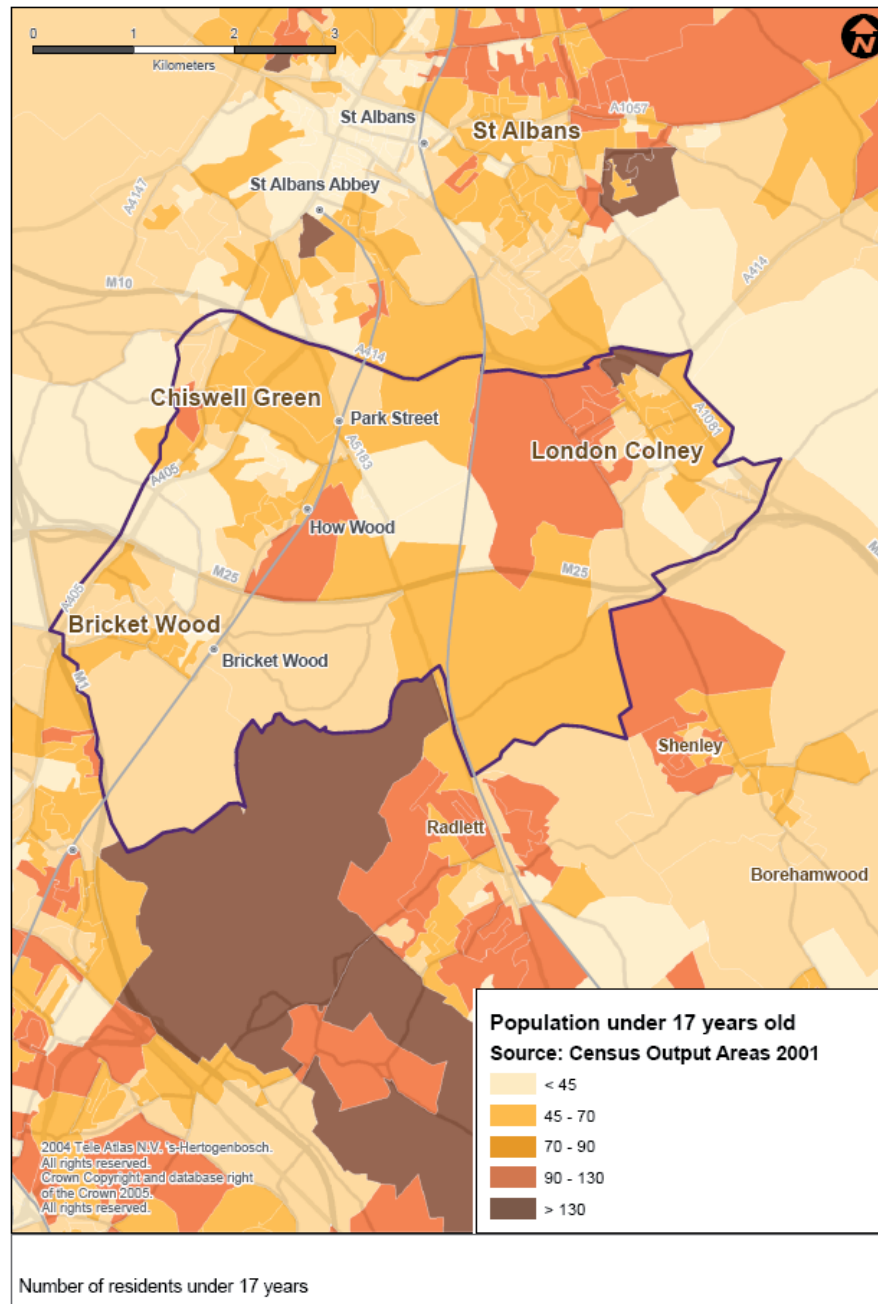 0 1 2 3
Kilometers
N
St Albans
St Albans
A1057
St Albans Abbey
A4147
A414
M10
A414
Chiswell Green
Park Street
A1081
London Colney
A5183
A405
How Wood
M25
M25
A405
Bricket Wood
Bricket Wood
M1
Shenley
Radlett
Borehamwood
Population under 17 years old
Source: Census Output Areas 2001
< 45
45 - 70
70 - 90
90 - 130
> 130
2004 Tele Atlas N.V. 's-Hertogenbosch.
All rights reserved.
Crown Copyright and database right
of the Crown 2005.
All rights reserved.
Number of residents under 17 years